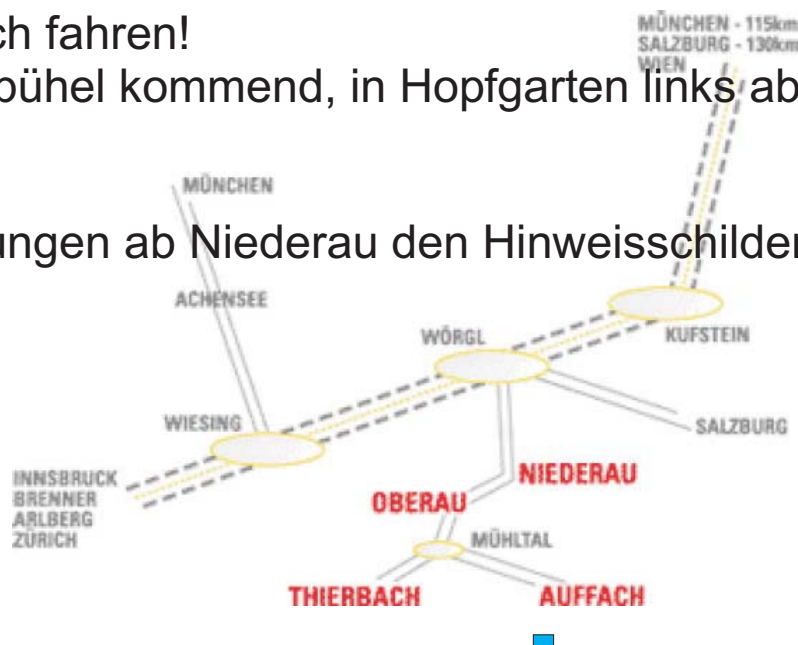 ch fahren!
MÜNCHEN - 115km
SALZBURG - 130km
WIEN
bühel kommend, in Hopfgarten links ab
MÜNCHEN
ungen ab Niederau den Hinweisschilder
ACHENSEE
WÖRGL
KUFSTEIN
WIESING
SALZBURG
INNSBRUCK
BRENNER
ARLBERG
ZÜRICH
NIEDERAU
OBERAU
MÜHLTAL
THIERBACH
AUFFACH